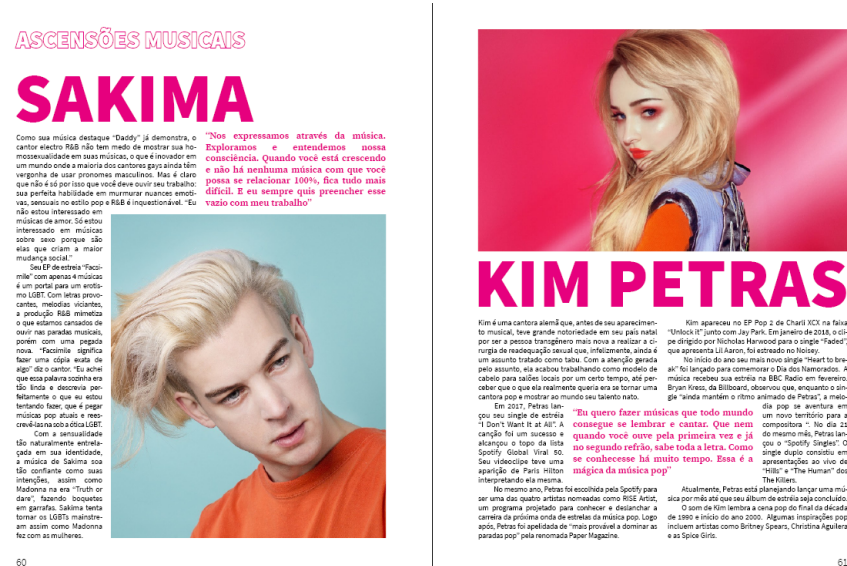 ASCENSÕES MUSICAIS
SAKIMA
Como sua música destaque "Daddy" já demonstra, o
cantor electro R&B não tem medo de mostrar sua ho-
mossexualidade em suas músicas, o que é inovador em
um mundo onde a maioria dos cantores gays ainda têm
vergonha de usar pronomes masculinos. Mas é claro
que não é só por isso que você deve ouvir seu trabalho:
sua perfeita habilidade em murmurar nuances emoti-
vas, sensuais no estilo pop e R&B é inquestionável. "Eu
não estou interessado em
músicas de amor. Só estou
interessado em músicas
sobre sexo porque são
elas que criam a maior
mudança social."
Seu EP de estreia "Facsi-
mile" com apenas 4 músicas
é um portal para um erotis-
mo LGBT. Com letras provo-
cantes, melodias viciantes,
a produção R&B mimetiza
o que estamos cansados de
ouvir nas paradas musicais,
porém com uma pegada
nova. "Facsimile significa
fazer uma cópia exata de
algo" diz o cantor. "Eu achei
que essa palavra sozinha era
tão linda e descrevia per-
feitamente o que eu estou
tentando fazer, que é pegar
músicas pop atuais e rees-
crevê-las na sob a ótica LGBT.
Com a sensualidade
tão naturalmente entrela-
çada em sua identidade,
a música de Sakima soa
tão confiante como suas
intenções, assim como
Madonna na era "Truth or
dare", fazendo boquetes
em garrafas. Sakima tenta
tornar os LGBTs mainstre-
am assim como Madonna
fez com as mulheres.
"Nos expressamos através da música.
Exploramos e entendemos nossa
consciência. Quando você está crescendo
e não há nenhuma música com que você
possa se relacionar 100%, fica tudo mais
difícil. E eu sempre quis preencher esse
vazio com meu trabalho"
60
KIM PETRAS
Kim é uma cantora alemã que, antes de seu aparecimen-
to musical, teve grande notoriedade em seu país natal
por ser a pessoa transgênero mais nova a realizar a ci-
rurgia de readequação sexual que, infelizmente, ainda é
um assunto tratado como tabu. Com a atenção gerada
pelo assunto, ela acabou trabalhando como modelo de
cabelo para salões locais por um certo tempo, até per-
ceber que o que ela realmente queria era se tornar uma
cantora pop e mostrar ao mundo seu talento nato.
Em 2017, Petras lan-
çou seu single de estréia
"I Don't Want It at All". A
canção foi um sucesso e
alcançou o topo da lista
Spotify Global Viral 50.
Seu videoclipe teve uma
aparição de Paris Hilton
interpretando ela mesma.
No mesmo ano, Petras foi escolhida pela Spotify para
ser uma das quatro artistas nomeadas como RISE Artist,
um programa projetado para conhecer e deslanchar a
carreira da próxima onda de estrelas da música pop. Logo
após, Petras foi apelidada de "mais provável a dominar as
paradas pop" pela renomada Paper Magazine.
"Eu quero fazer músicas que todo mundo
consegue se lembrar e cantar. Que nem
quando você ouve pela primeira vez e já
no segundo refrão, sabe toda a letra. Como
se conhecesse há muito tempo. Essa é a
mágica da música pop"
Kim apareceu no EP Pop 2 de Charli XCX na faixa
"Unlock it" junto com Jay Park. Em janeiro de 2018, o cli-
pe dirigido por Nicholas Harwood para o single "Faded",
que apresenta Lil Aaron, foi estreado no Noisey.
No início do ano seu mais novo single "Heart to bre-
ak" foi lançado para comemorar o Dia dos Namorados. A
música recebeu sua estréia na BBC Radio em fevereiro.
Bryan Kress, da Billboard, observou que, enquanto o sin-
gle "ainda mantém o ritmo animado de Petras", a melo-
dia pop se aventura em
um novo território para a
compositora ". No dia 21
do mesmo mês, Petras lan-
çou o "Spotify Singles". O
single duplo consistiu em
apresentações ao vivo de
"Hills" e "The Human" dos
The Killers.
Atualmente, Petras está planejando lançar uma mú-
sica por mês até que seu álbum de estréia seja concluído.
O som de Kim lembra a cena pop do final da década
de 1990 e início do ano 2000. Algumas inspirações pop
incluem artistas como Britney Spears, Christina Aguilera
e as Spice Girls.
61